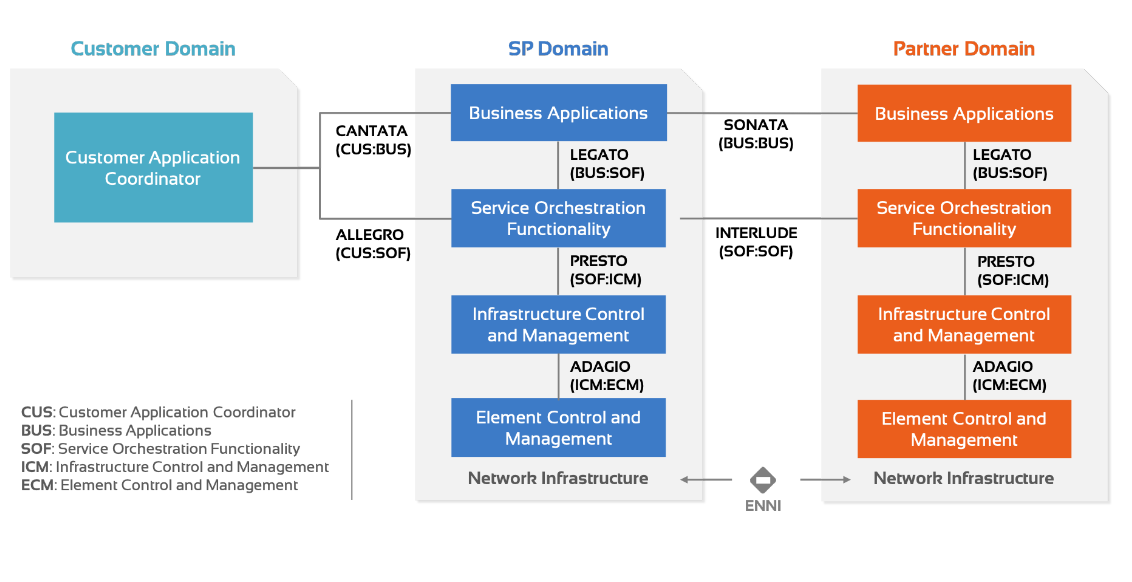 Customer Domain
SP Domain
Partner Domain
Customer Application
Coordinator
CANTATA
(CUS:BUS)
ALLEGRO
(CUS:SOF)
Business Applications
LEGATO
(BUS:SOF)
Service Orchestration
Functionality
PRESTO
(SOF:ICM)
Infrastructure Control
and Management
ADAGIO
(ICM:ECM)
Element Control and
Management
Network Infrastructure
SONATA
(BUS:BUS)
INTERLUDE
(SOF:SOF)
ENNI
Business Applications
LEGATO
(BUS:SOF)
Service Orchestration
Functionality
PRESTO
(SOF:ICM)
Infrastructure Control
and Management
ADAGIO
(ICM:ECM)
Element Control and
Management
Network Infrastructure
CUS: Customer Application Coordinator
BUS: Business Applications
SOF: Service Orchestration Functionality
ICM: Infrastructure Control and Management
ECM: Element Control and Management